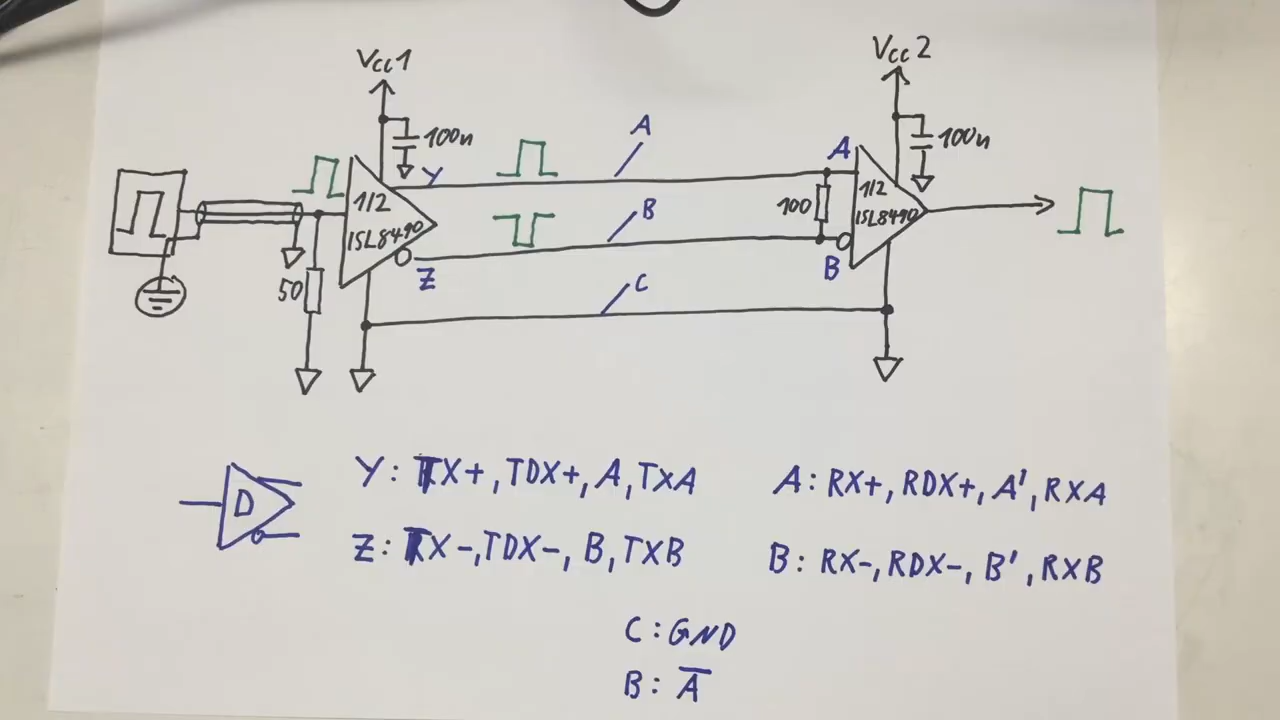 Vcc1
Vcc2
100n
A
100n
Y
A
1/2
ISL8490
B
100
1/2
ISL8490
Z
B
50
C
D
Y: TX+, TDX+, A, TXA
A: RX+, RDX+, A', RXA
Z: TX-, TDX-, B, TXB
B: RX-, RDX-, B', RXB
C: GND
B: A̅